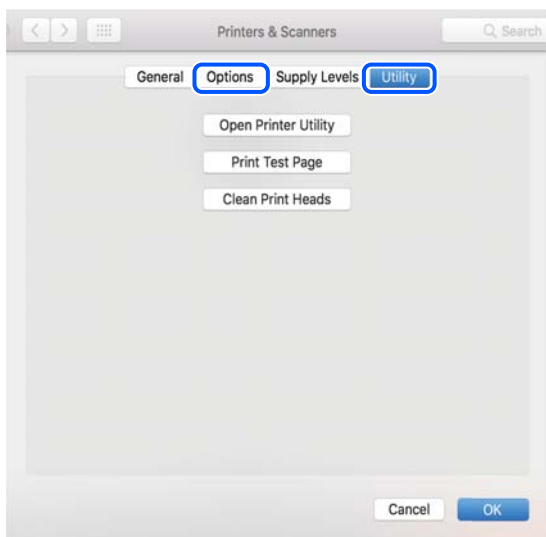 Printers & Scanners Search
General Options Supply Levels Utility
Open Printer Utility
Print Test Page
Clean Print Heads
Cancel OK